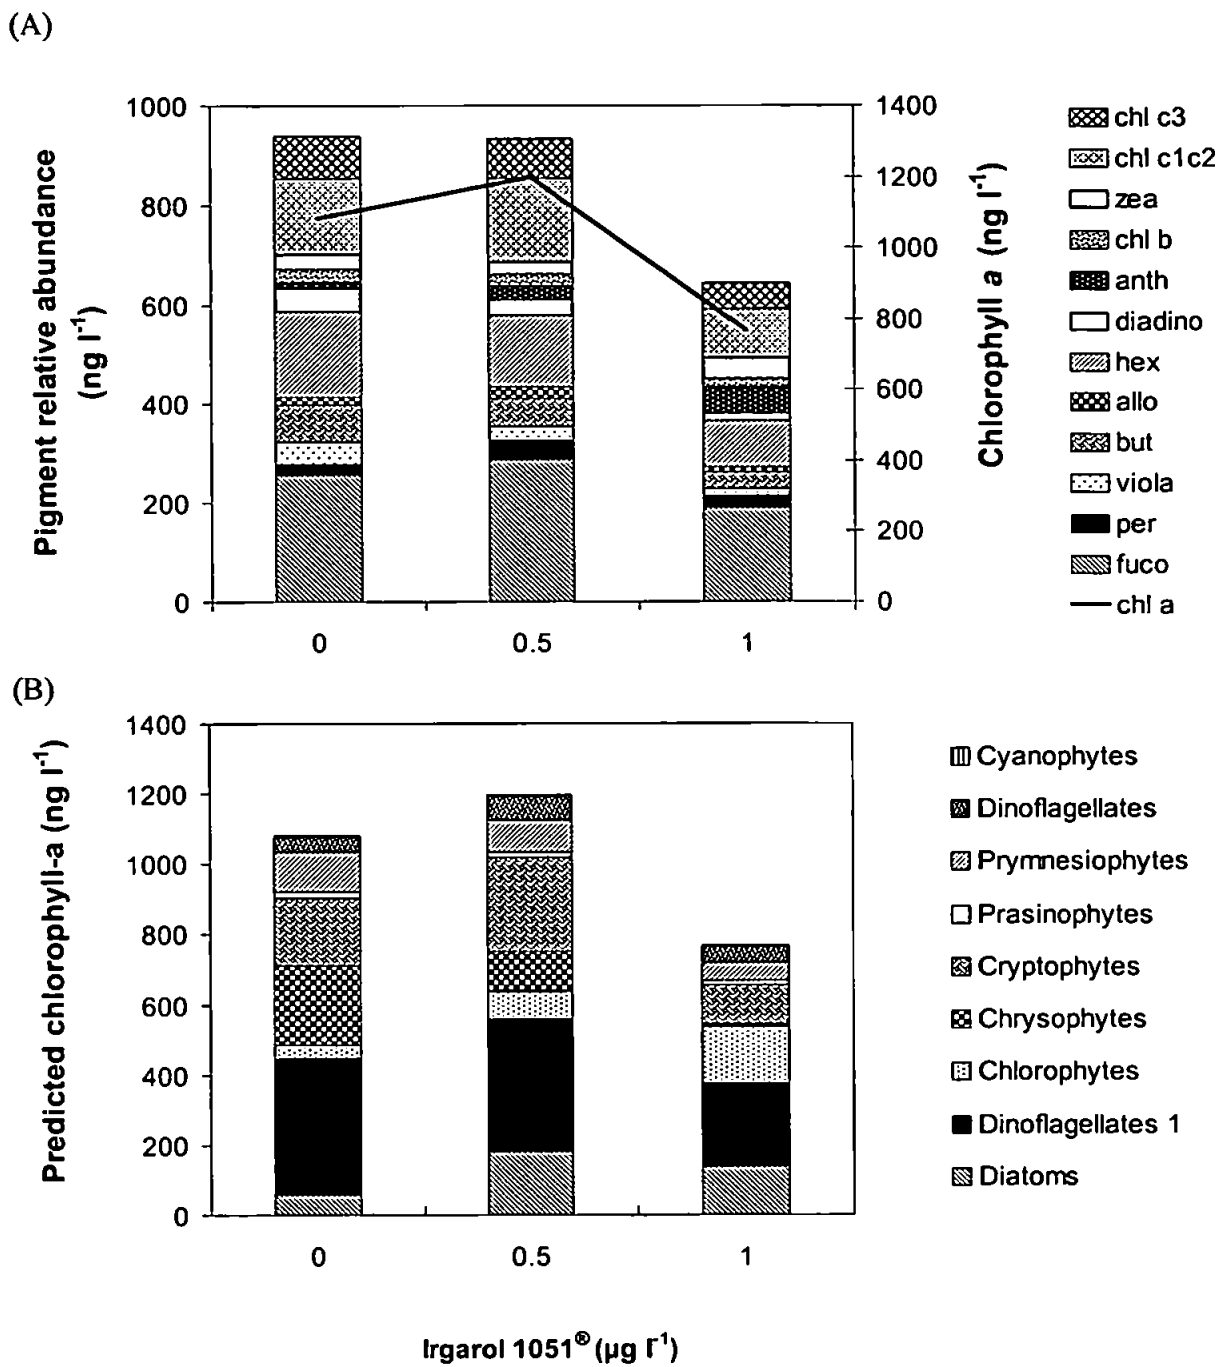 (A)
Pigment relative abundance
(ng l⁻¹)
1000
800
600
400
200
0
1400
1200
1000
800
600
400
200
0
Chlorophyll a (ng l⁻¹)
0 0.5 1
chl c3
chl c1c2
zea
chl b
anth
diadino
hex
allo
but
viola
per
fuco
chl a
(B)
Predicted chlorophyll-a (ng l⁻¹)
1400
1200
1000
800
600
400
200
0
0 0.5 1
Cyanophytes
Dinoflagellates
Prymnesiophytes
Prasinophytes
Cryptophytes
Chrysophytes
Chlorophytes
Dinoflagellates 1
Diatoms
Irgarol 1051® (µg l⁻¹)